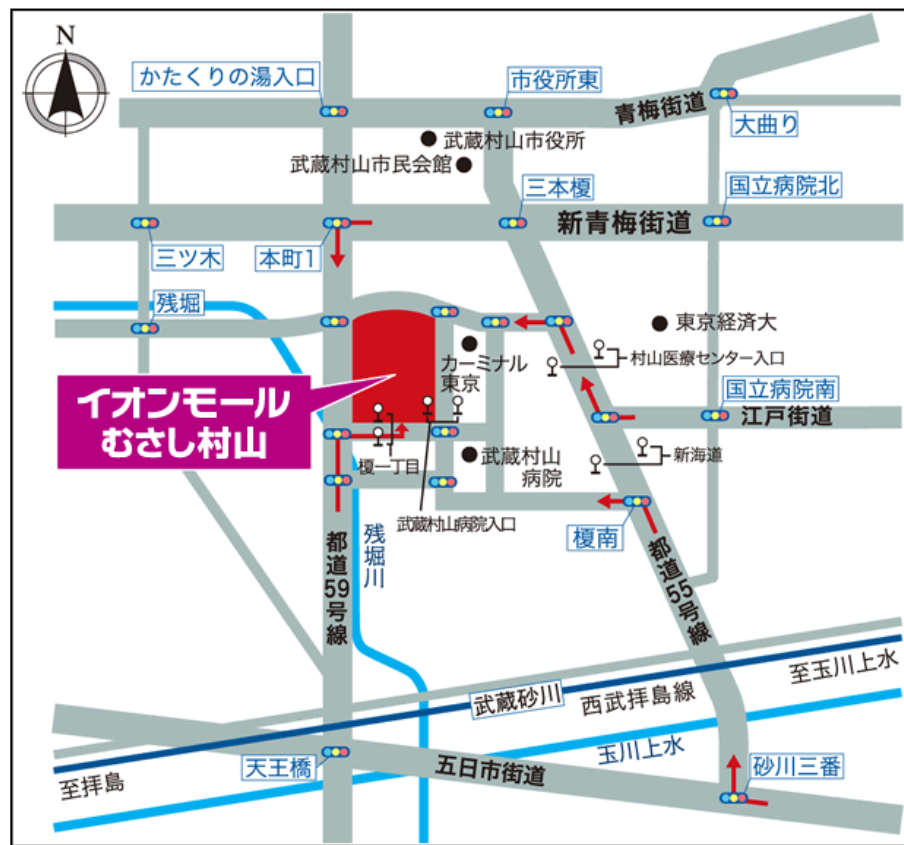 N
かたくりの湯入口
市役所東
青梅街道
大曲り
武蔵村山市役所
武蔵村山市民会館
三本榎
国立病院北
新青梅街道
三ツ木
本町1
残堀
東京経済大
カーミナル
東京
村山医療センター入口
国立病院南
江戸街道
イオンモール
むさし村山
榎一丁目
武蔵村山
病院
新海道
武蔵村山病院入口
榎南
残堀川
都道59号線
都道55号線
至玉川上水
武蔵砂川
西武拝島線
玉川上水
至拝島
天王橋
五日市街道
砂川三番